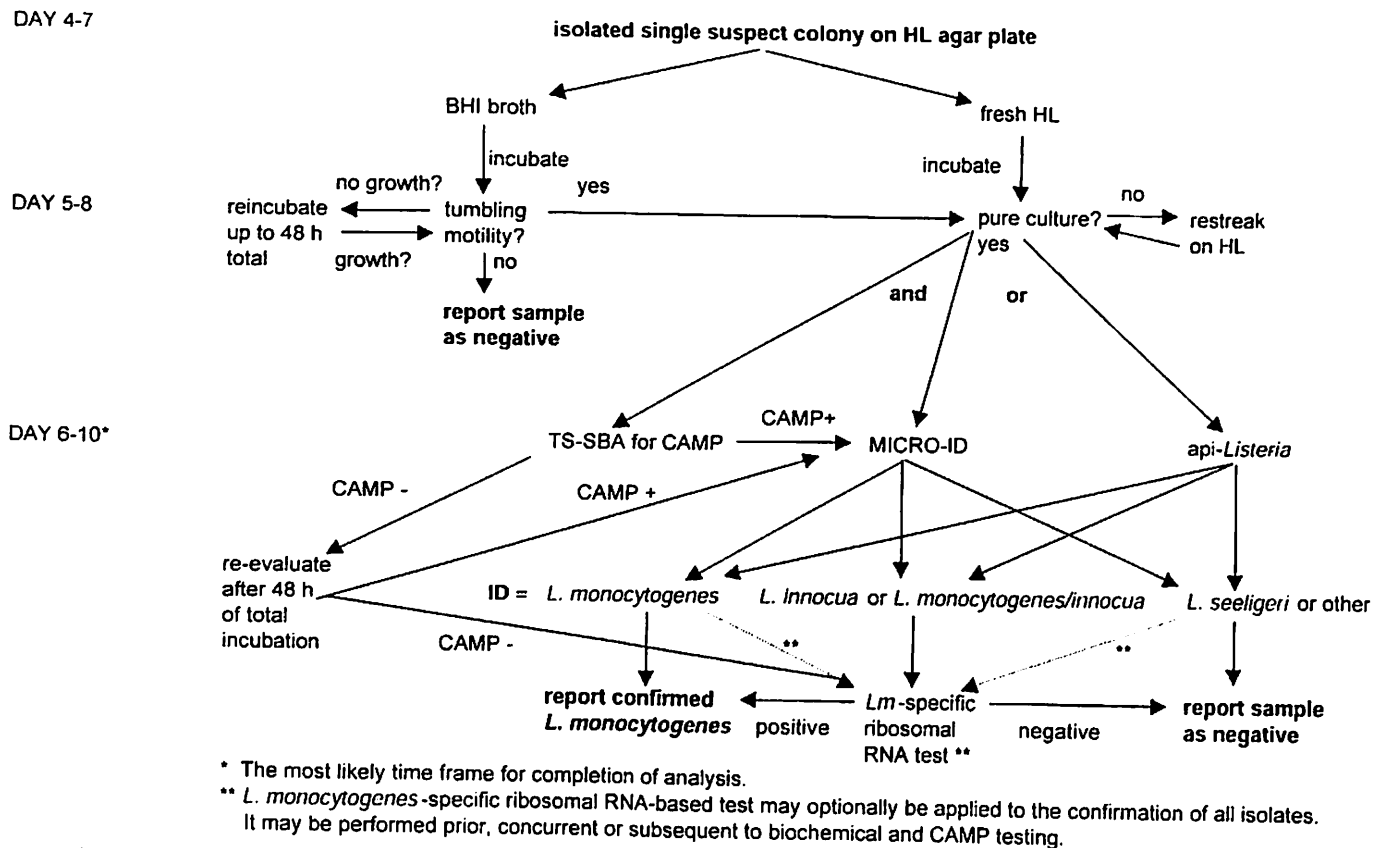 DAY 4-7
isolated single suspect colony on HL agar plate
BHI broth
fresh HL
incubate
incubate
DAY 5-8
no growth?
yes
no
reincubate
up to 48 h
total
tumbling
motility?
growth?
no
pure culture?
yes
restreak
on HL
report sample
as negative
and
or
DAY 6-10*
CAMP+
TS-SBA for CAMP
MICRO-ID
api-Listeria
CAMP -
CAMP +
re-evaluate
after 48 h
of total
incubation
ID = L. monocytogenes
L. Innocua or L. monocytogenes/innocua
L. seeligeri or other
CAMP -
**
**
report confirmed
L. monocytogenes
positive
Lm-specific
ribosomal
RNA test **
negative
report sample
as negative
* The most likely time frame for completion of analysis.
** L. monocytogenes-specific ribosomal RNA-based test may optionally be applied to the confirmation of all isolates.
It may be performed prior, concurrent or subsequent to biochemical and CAMP testing.